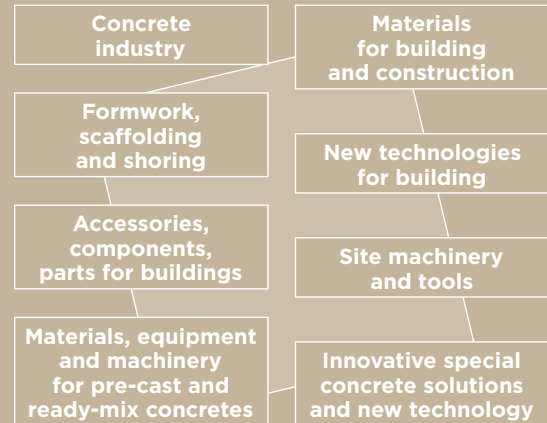 Concrete
industry
Formwork,
scaffolding
and shoring
Accessories,
components,
parts for buildings
Materials, equipment
and machinery
for pre-cast and
ready-mix concretes
Materials
for building
and construction
New technologies
for building
Site machinery
and tools
Innovative special
concrete solutions
and new technology